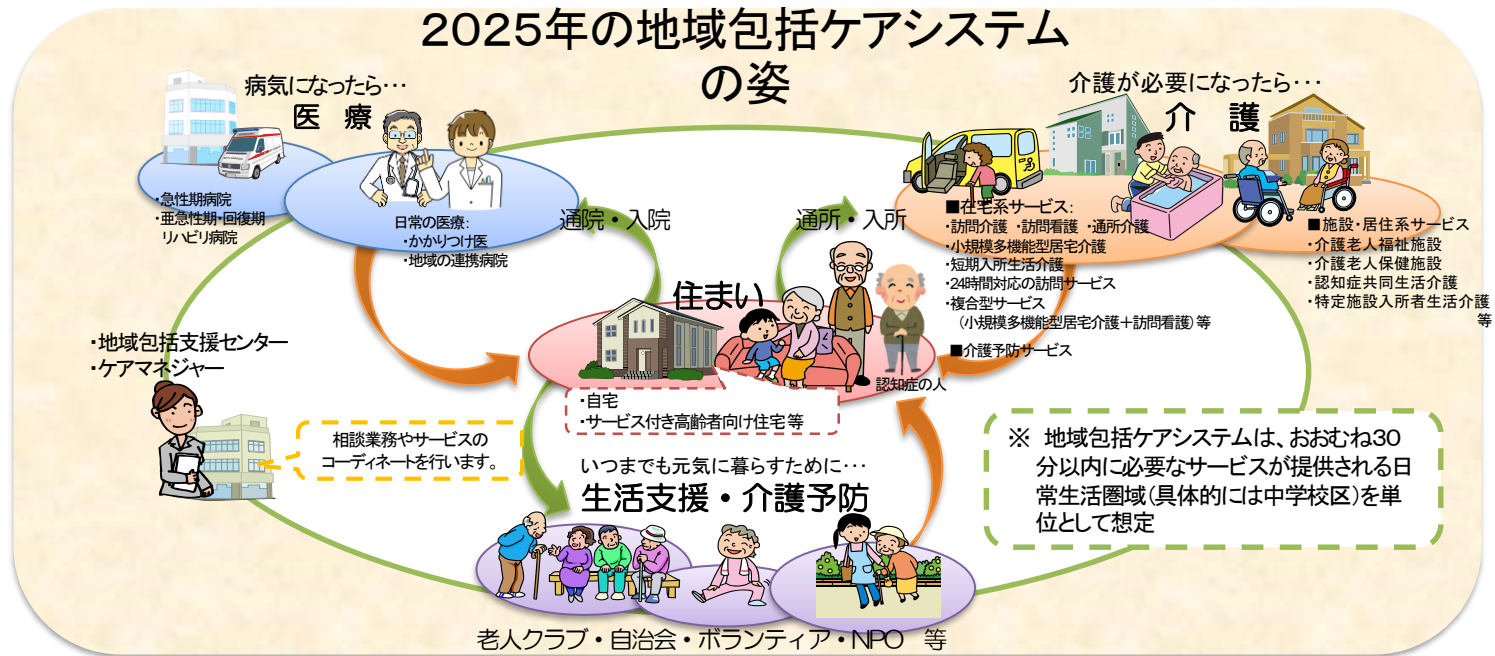 2025年の地域包括ケアシステム
の姿
病気になったら･･･
医　療
・急性期病院
・亜急性期・回復期
リハビリ病院
日常の医療：
・かかりつけ医
・地域の連携病院
通院・入院
通所・入所
介護が必要になったら･･･
介　護
■在宅系サービス：
・訪問介護　・訪問看護　・通所介護
・小規模多機能型居宅介護
・短期入所生活介護
・24時間対応の訪問サービス
・複合型サービス
（小規模多機能型居宅介護＋訪問看護）等
■介護予防サービス
■施設・居住系サービス
・介護老人福祉施設
・介護老人保健施設
・認知症共同生活介護
・特定施設入所者生活介護
等
住まい
認知症の人
・自宅
・サービス付き高齢者向け住宅等
・地域包括支援センター
・ケアマネジャー
相談業務やサービスの
コーディネートを行います。
いつまでも元気に暮らすために･･･
生活支援・介護予防
老人クラブ・自治会・ボランティア・NPO　等
※　地域包括ケアシステムは、おおむね30
分以内に必要なサービスが提供される日
常生活圏域（具体的には中学校区）を単
位として想定